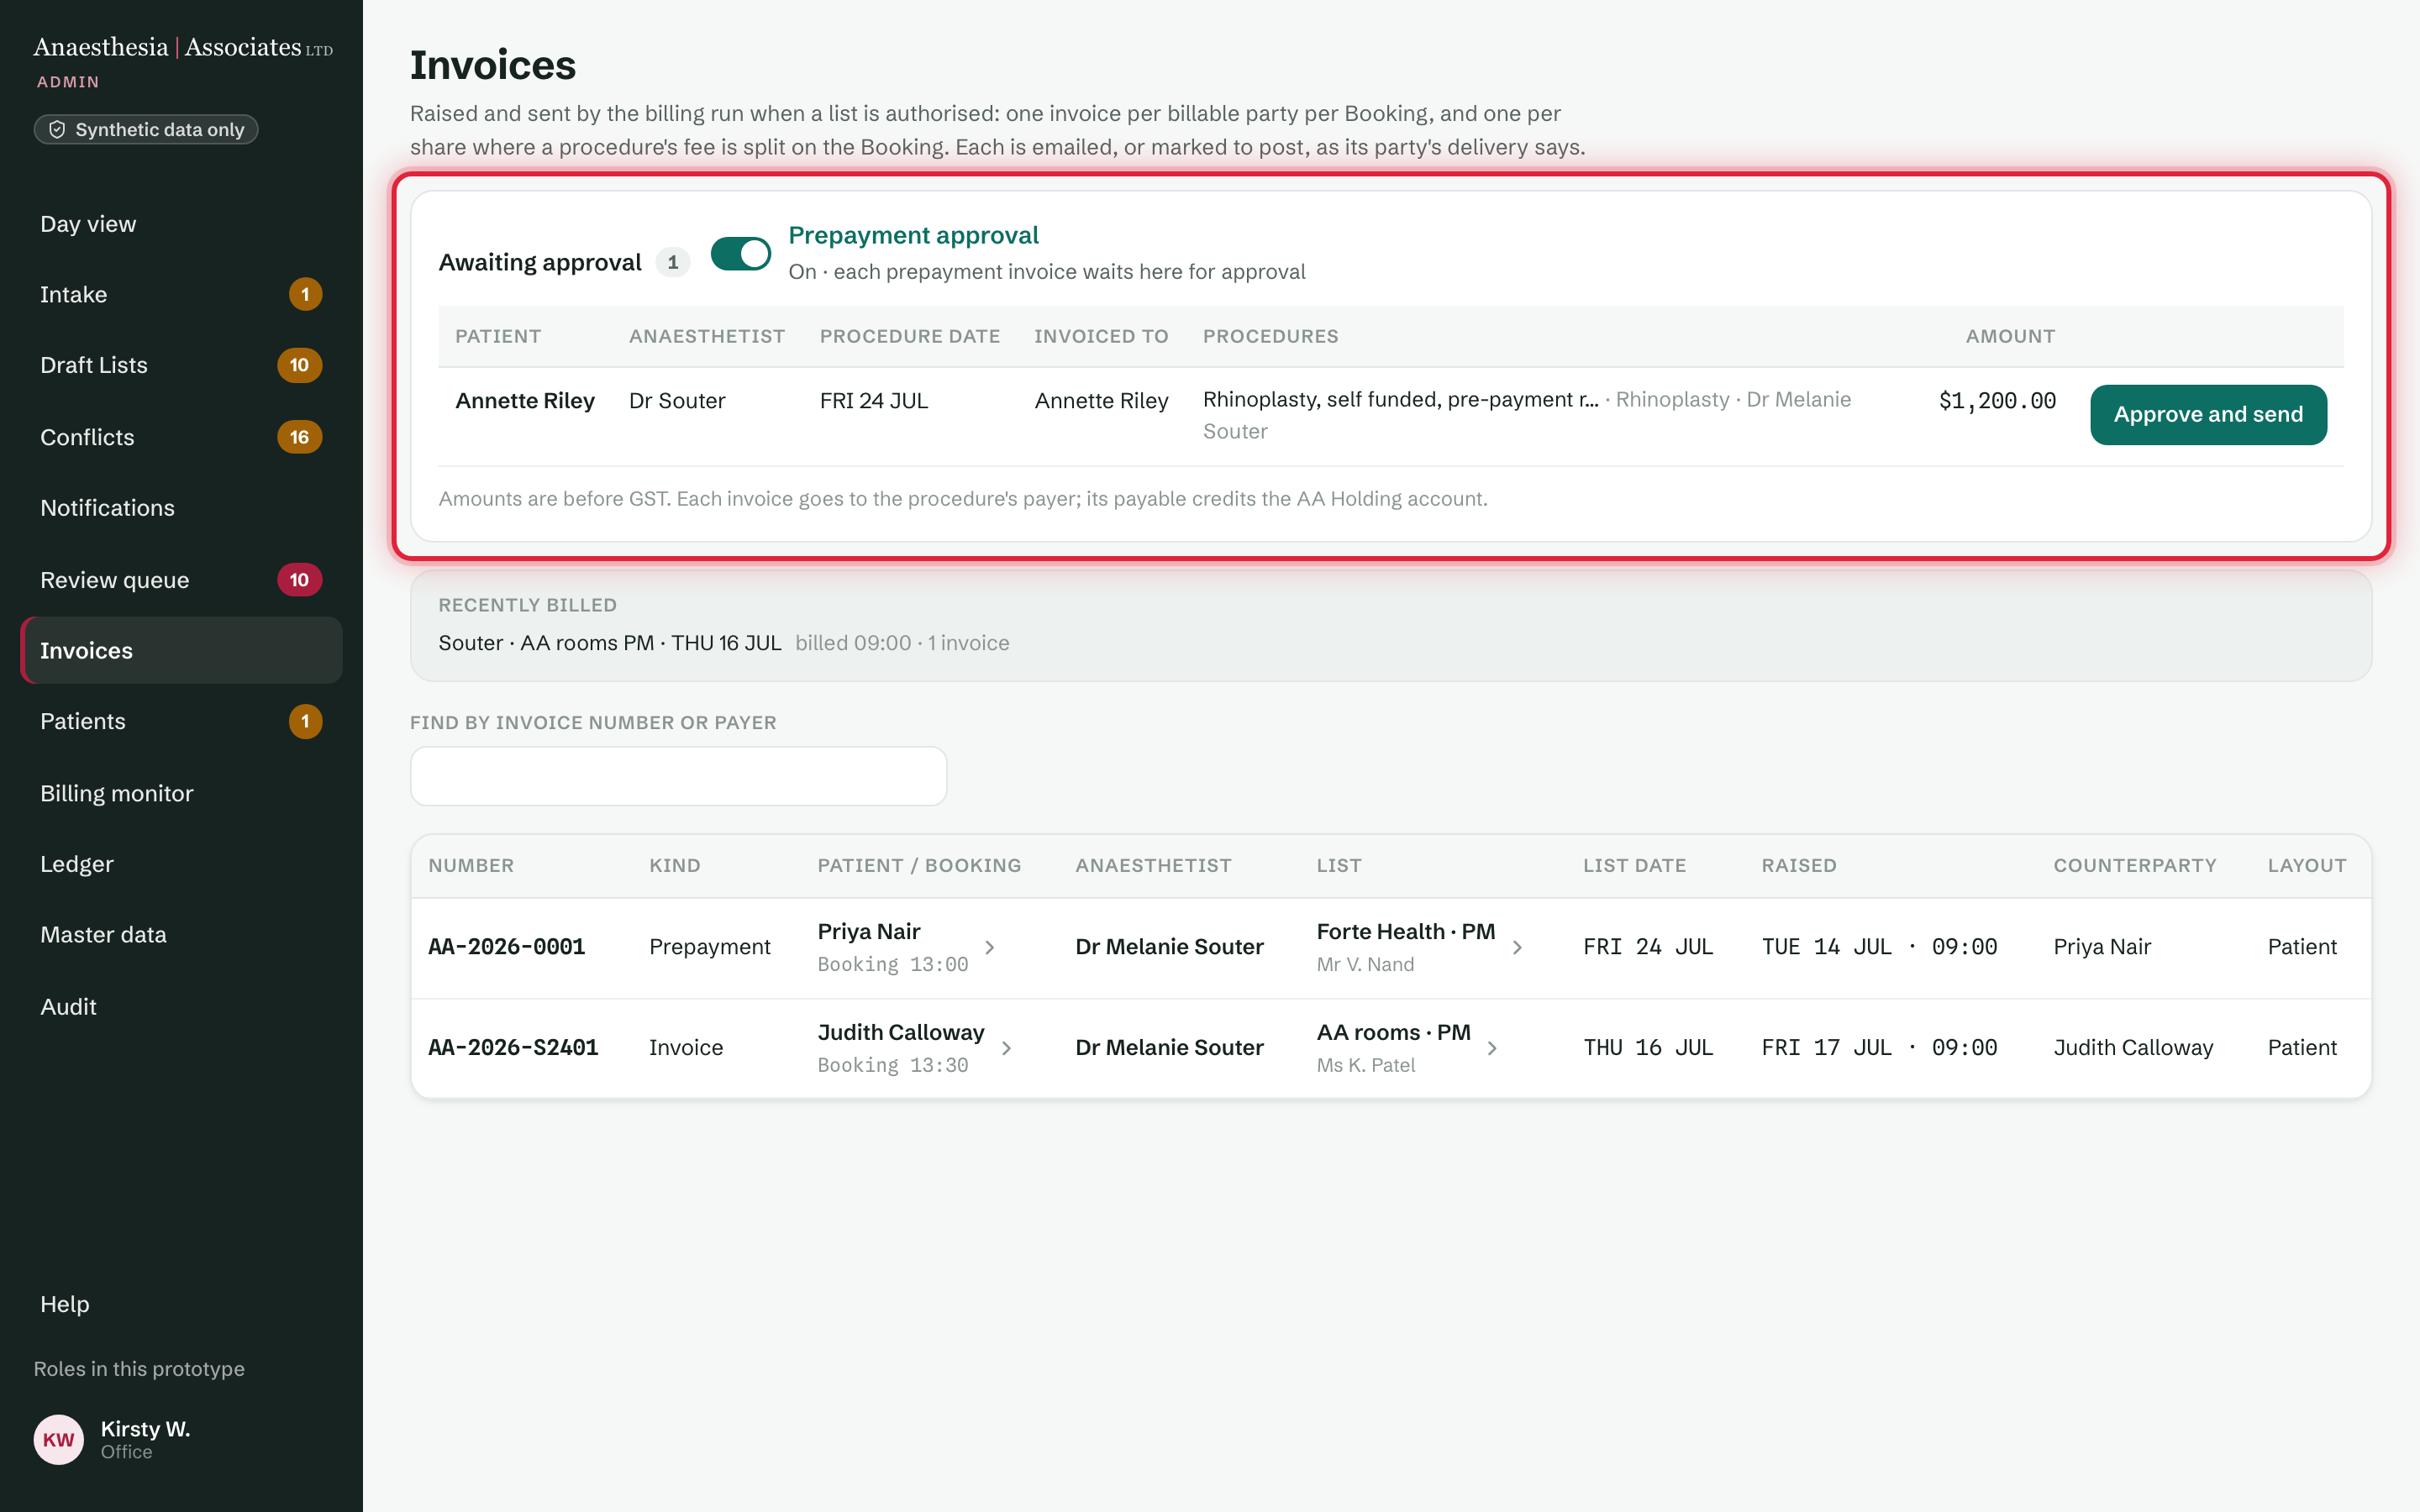 Anaesthesia | Associates LTD
ADMIN
Synthetic data only
Day view
Intake 1
Draft Lists 10
Conflicts 16
Notifications
Review queue 10
Invoices
Patients 1
Billing monitor
Ledger
Master data
Audit
Help
Roles in this prototype
KW
Kirsty W.
Office
Invoices
Raised and sent by the billing run when a list is authorised: one invoice per billable party per Booking, and one per
share where a procedure's fee is split on the Booking. Each is emailed, or marked to post, as its party's delivery says.
Awaiting approval 1
Prepayment approval
On · each prepayment invoice waits here for approval
PATIENT ANAESTHETIST PROCEDURE DATE INVOICED TO PROCEDURES AMOUNT
Annette Riley Dr Souter FRI 24 JUL Annette Riley Rhinoplasty, self funded, pre-payment r... · Rhinoplasty · Dr Melanie $1,200.00 Approve and send
Souter
Amounts are before GST. Each invoice goes to the procedure's payer; its payable credits the AA Holding account.
RECENTLY BILLED
Souter · AA rooms PM · THU 16 JUL billed 09:00 · 1 invoice
FIND BY INVOICE NUMBER OR PAYER
NUMBER KIND PATIENT / BOOKING ANAESTHETIST LIST LIST DATE RAISED COUNTERPARTY LAYOUT
AA-2026-0001 Prepayment Priya Nair Dr Melanie Souter Forte Health · PM FRI 24 JUL TUE 14 JUL · 09:00 Priya Nair Patient
Booking 13:00 Mr V. Nand
AA-2026-S2401 Invoice Judith Calloway Dr Melanie Souter AA rooms · PM THU 16 JUL FRI 17 JUL · 09:00 Judith Calloway Patient
Booking 13:30 Ms K. Patel